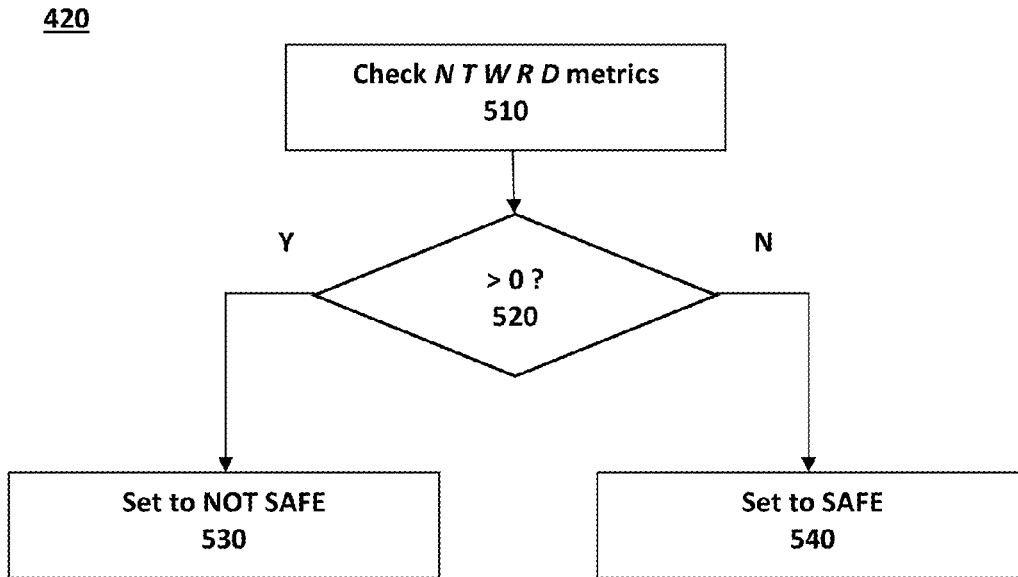 420
Check N T W R D metrics
510
Y
N
> 0 ?
520
Set to NOT SAFE
530
Set to SAFE
540